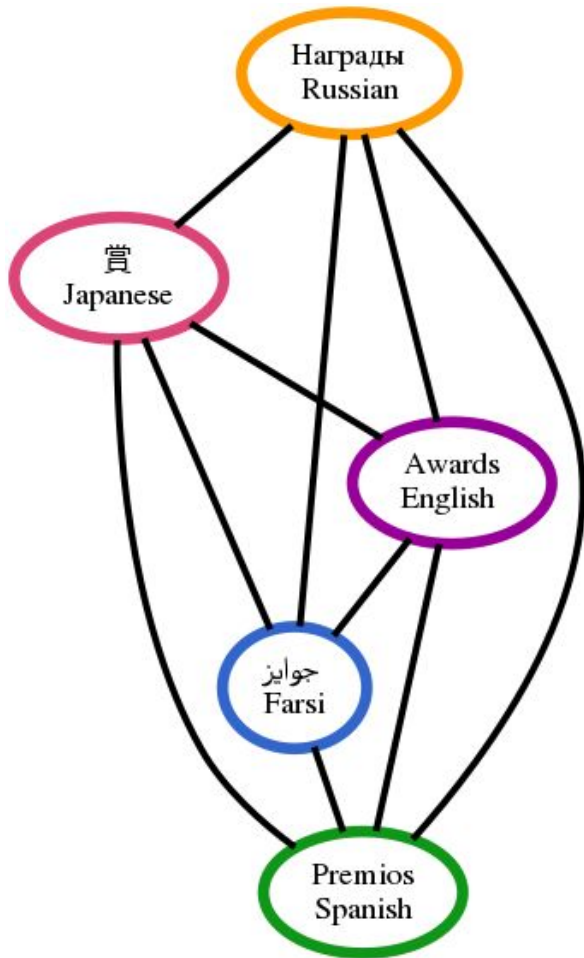 Награды
Russian
賞
Japanese
Awards
English
جوایز
Farsi
Premios
Spanish